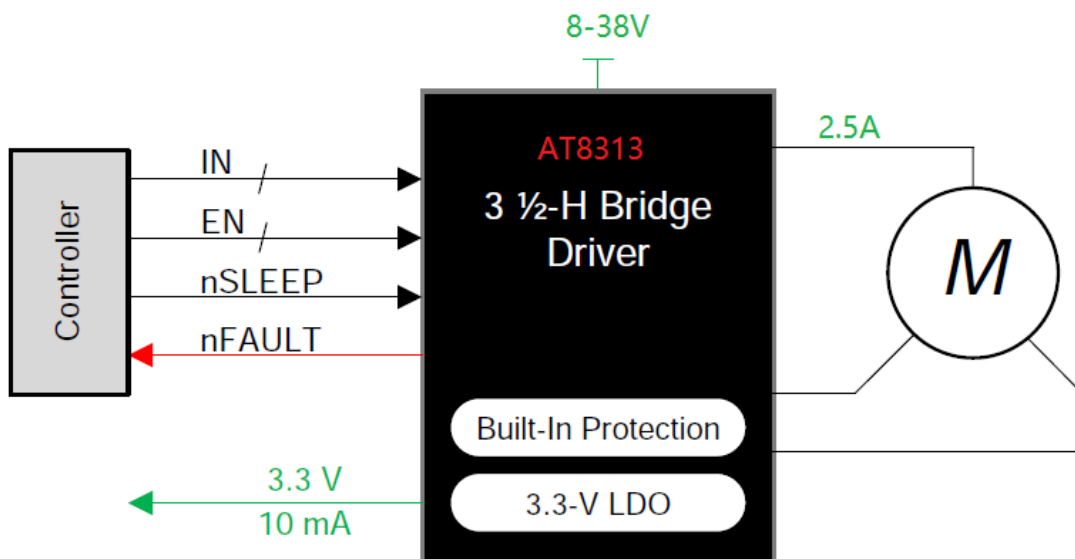 8-38V
AT8313
3 ½-H Bridge
Driver
Built-In Protection
3.3-V LDO
Controller
IN
EN
nSLEEP
nFAULT
3.3 V
10 mA
2.5A
M